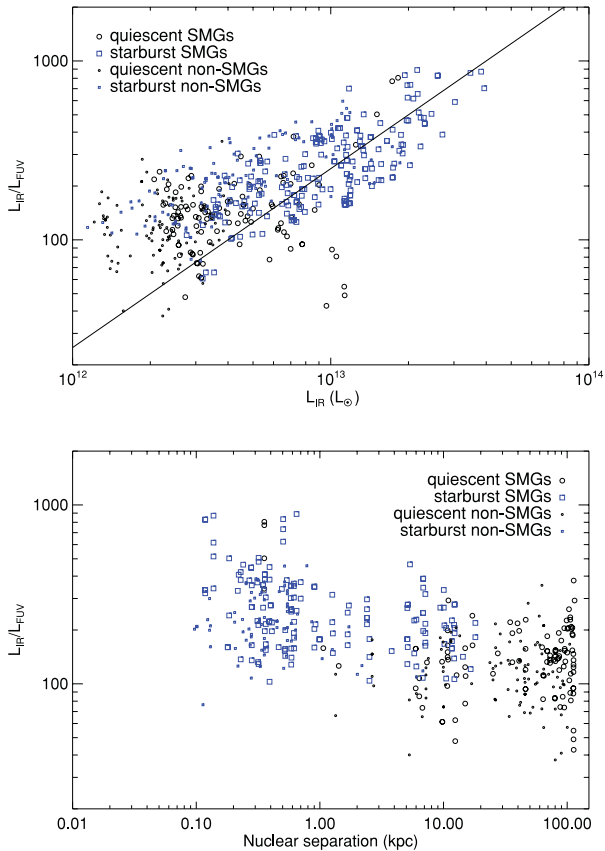 quiescent SMGs
starburst SMGs
quiescent non-SMGs
starburst non-SMGs
1000
100
L_IR/L_FUV
10^12
10^13
10^14
L_IR (L_⊙)
quiescent SMGs
starburst SMGs
quiescent non-SMGs
starburst non-SMGs
1000
100
L_IR/L_FUV
0.01
0.10
1.00
10.00
100.00
Nuclear separation (kpc)